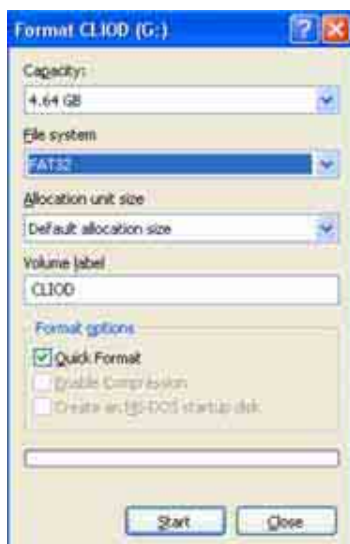 Format CLIOD (G:)
Capacity:
4.64 GB
File system
FAT32
Allocation unit size
Default allocation size
Volume label
CLIOD
Format options
Quick Format
Enable Compression
Create an MS-DOS startup disk
Start
Close